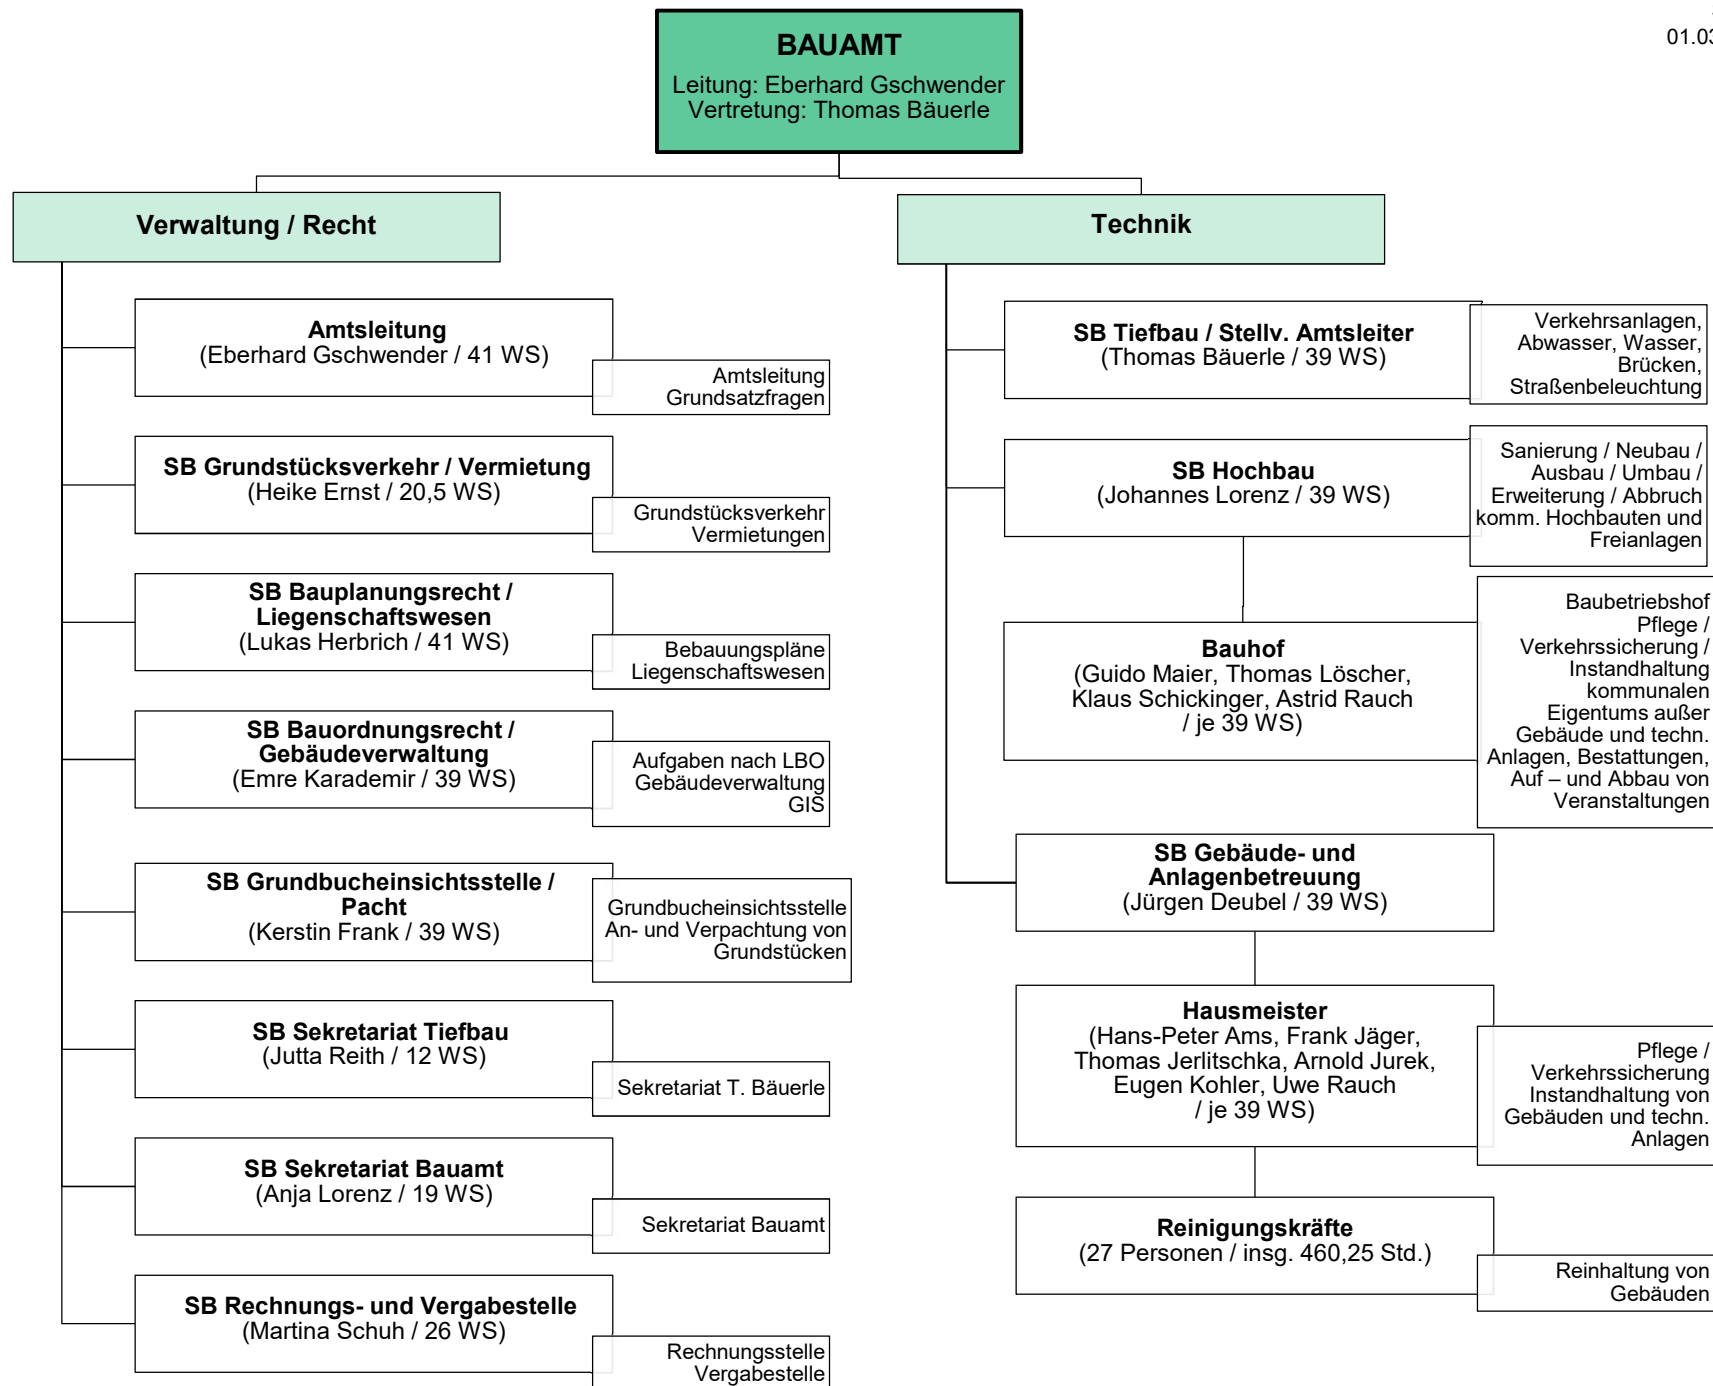 01.03
BAUAMT
Leitung: Eberhard Gschwender
Vertretung: Thomas Bäuerle
Verwaltung / Recht
Amtsleitung
(Eberhard Gschwender / 41 WS)
Amtsleitung
Grundsatzfragen
SB Grundstücksverkehr / Vermietung
(Heike Ernst / 20,5 WS)
Grundstücksverkehr
Vermietungen
SB Bauplanungsrecht /
Liegenschaftswesen
(Lukas Herbrich / 41 WS)
Bebauungspläne
Liegenschaftswesen
SB Bauordnungsrecht /
Gebäudeverwaltung
(Emre Karademir / 39 WS)
Aufgaben nach LBO
Gebäudeverwaltung
GIS
SB Grundbucheinsichtsstelle /
Pacht
(Kerstin Frank / 39 WS)
Grundbucheinsichtsstelle
An- und Verpachtung von
Grundstücken
SB Sekretariat Tiefbau
(Jutta Reith / 12 WS)
Sekretariat T. Bäuerle
SB Sekretariat Bauamt
(Anja Lorenz / 19 WS)
Sekretariat Bauamt
SB Rechnungs- und Vergabestelle
(Martina Schuh / 26 WS)
Rechnungsstelle
Vergabestelle
Technik
SB Tiefbau / Stellv. Amtsleiter
(Thomas Bäuerle / 39 WS)
Verkehrsanlagen,
Abwasser, Wasser,
Brücken,
Straßenbeleuchtung
SB Hochbau
(Johannes Lorenz / 39 WS)
Sanierung / Neubau /
Ausbau / Umbau /
Erweiterung / Abbruch
komm. Hochbauten und
Freianlagen
Bauhof
(Guido Maier, Thomas Löscher,
Klaus Schickinger, Astrid Rauch
/ je 39 WS)
Baubetriebshof
Pflege /
Verkehrssicherung /
Instandhaltung
kommunalen
Eigentums außer
Gebäude und techn.
Anlagen, Bestattungen,
Auf – und Abbau von
Veranstaltungen
SB Gebäude- und
Anlagenbetreuung
(Jürgen Deubel / 39 WS)
Hausmeister
(Hans-Peter Ams, Frank Jäger,
Thomas Jerlitschka, Arnold Jurek,
Eugen Kohler, Uwe Rauch
/ je 39 WS)
Pflege /
Verkehrssicherung
Instandhaltung von
Gebäuden und techn.
Anlagen
Reinigungskräfte
(27 Personen / insg. 460,25 Std.)
Reinhaltung von
Gebäuden